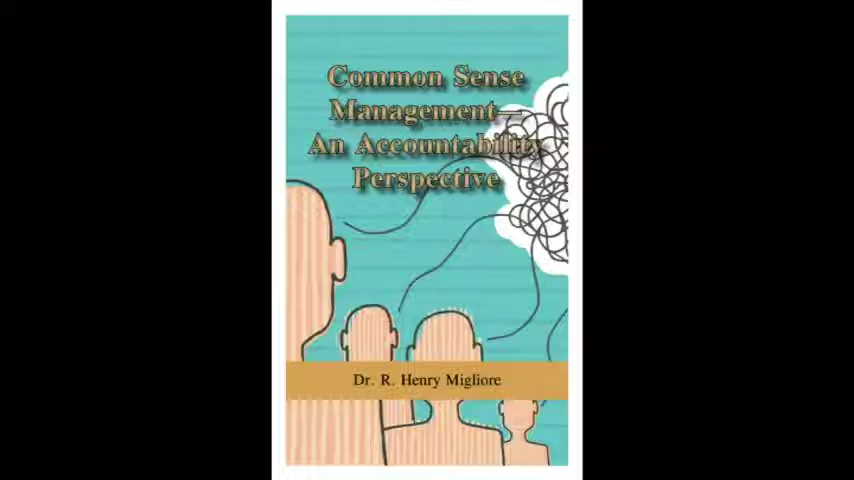 Common Sense
Management—
An Accountability
Perspective
Dr. R. Henry Migliore